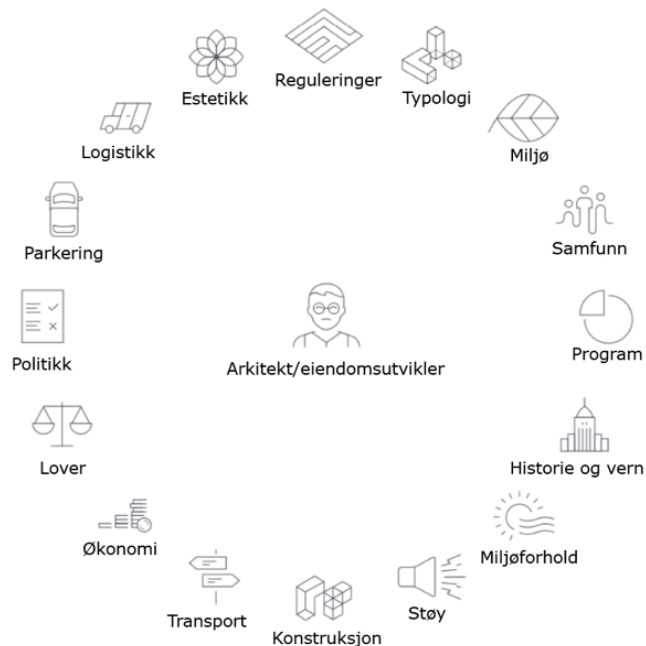 Reguleringer
Estetikk
Typologi
Logistikk
Miljø
Parkering
Samfunn
Politikk
Arkitekt/eiendomsutvikler
Program
Lover
Historie og vern
Økonomi
Miljøforhold
Transport
Støy
Konstruksjon